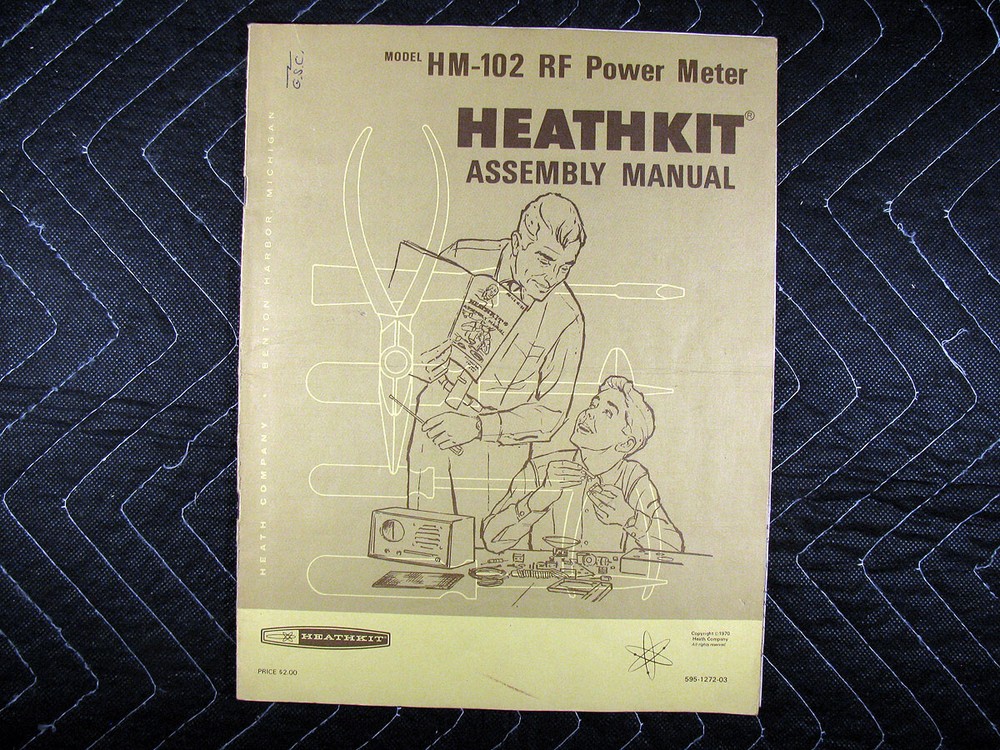 G.S.C.
MODEL HM-102 RF Power Meter
HEATHKIT®
ASSEMBLY MANUAL
HEATH COMPANY • BENTON HARBOR, MICHIGAN
HEATHKIT®
HEATHKIT®
PRICE $2.00
Copyright © 1970
Heath Company
All rights reserved
595-1272-03